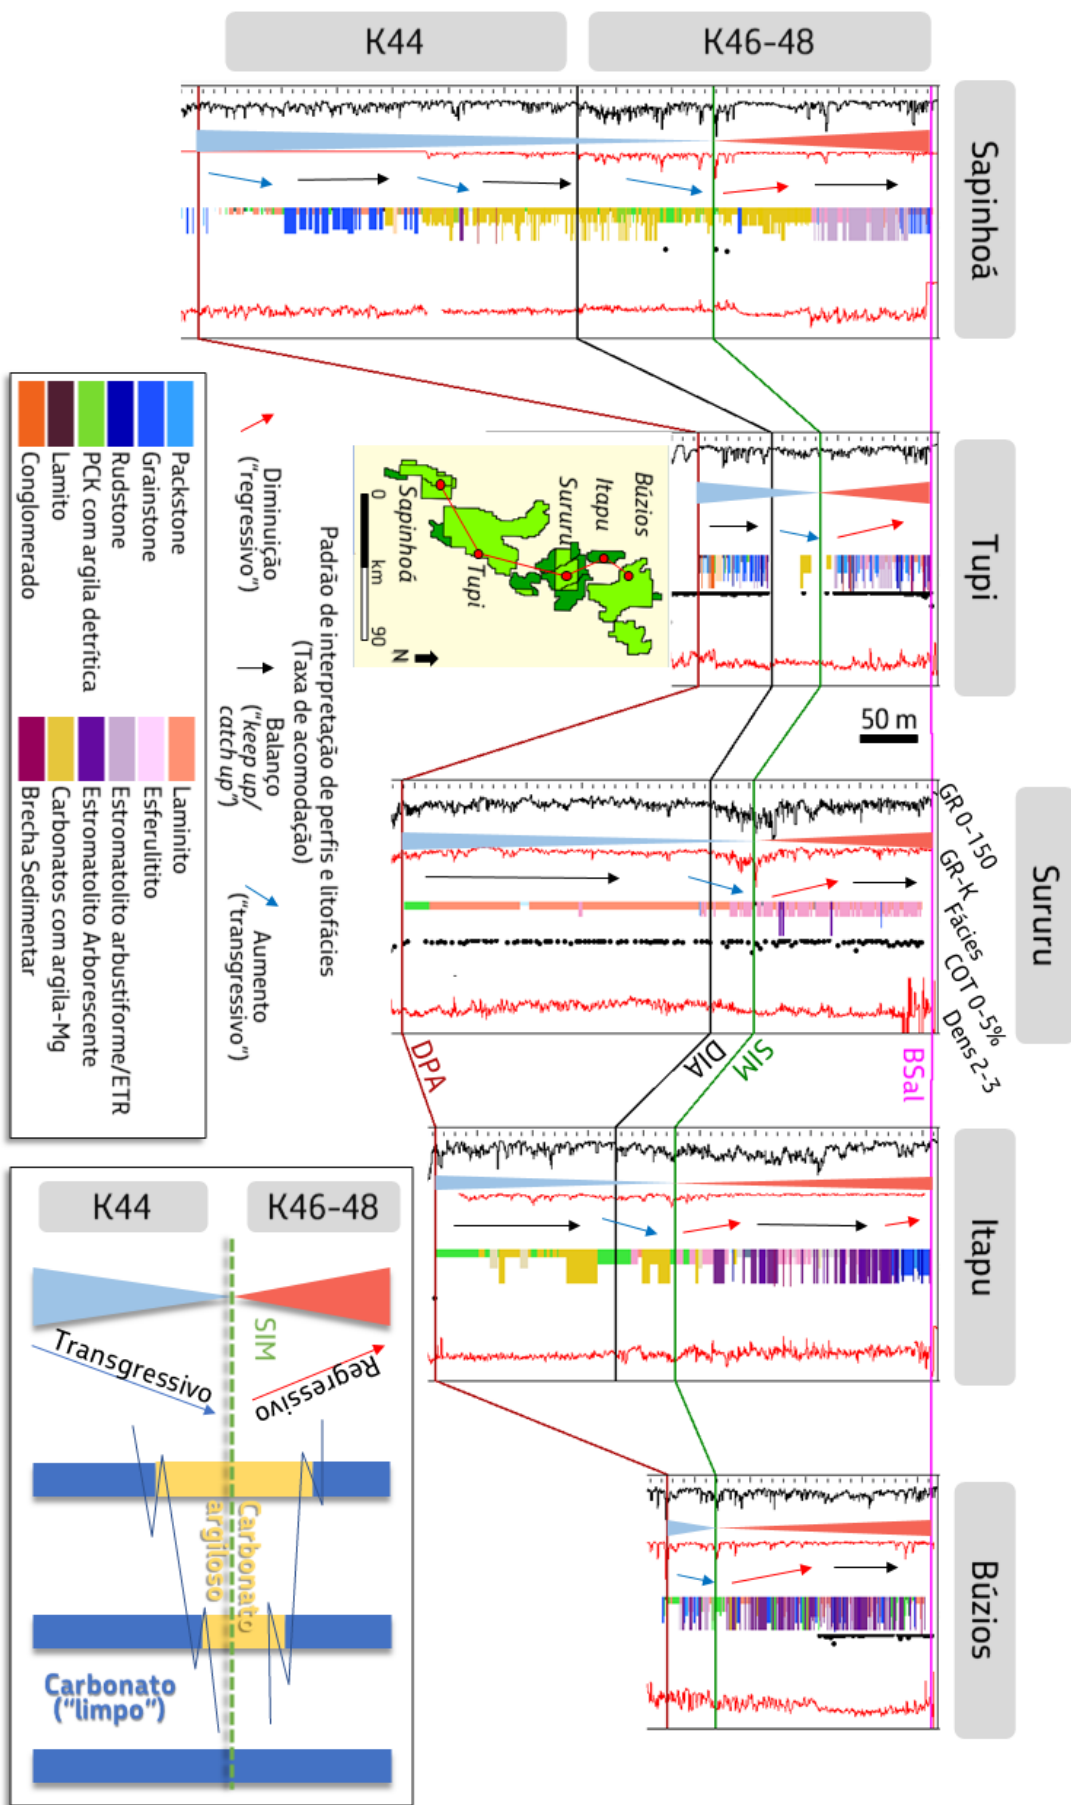 K44
K46-48
Sapinhoá
Tupi
Sururu
Itapu
Búzios
50 m
GR 0-150
GR-K
Fácies
COT 0-5%
Dens 2-3
BSal
SIM
DIA
DPA
Búzios
Itapu
Sururu
Tupi
Sapinhoá
0
km
90
N
Padrão de interpretação de perfis e litofácies
(Taxa de acomodação)
Diminuição
("regressivo")
Balanço
("keep up/
catch up")
Aumento
("transgressivo")
Packstone
Grainstone
Rudstone
PCK com argila detrítica
Lamito
Conglomerado
Laminito
Esferulitito
Estromatolito arbustiforme/ETR
Estromatolito Arborescente
Carbonatos com argila-Mg
Brecha Sedimentar
K44
K46-48
SIM
Transgressivo
Regressivo
Carbonato
argiloso
Carbonato
("limpo")